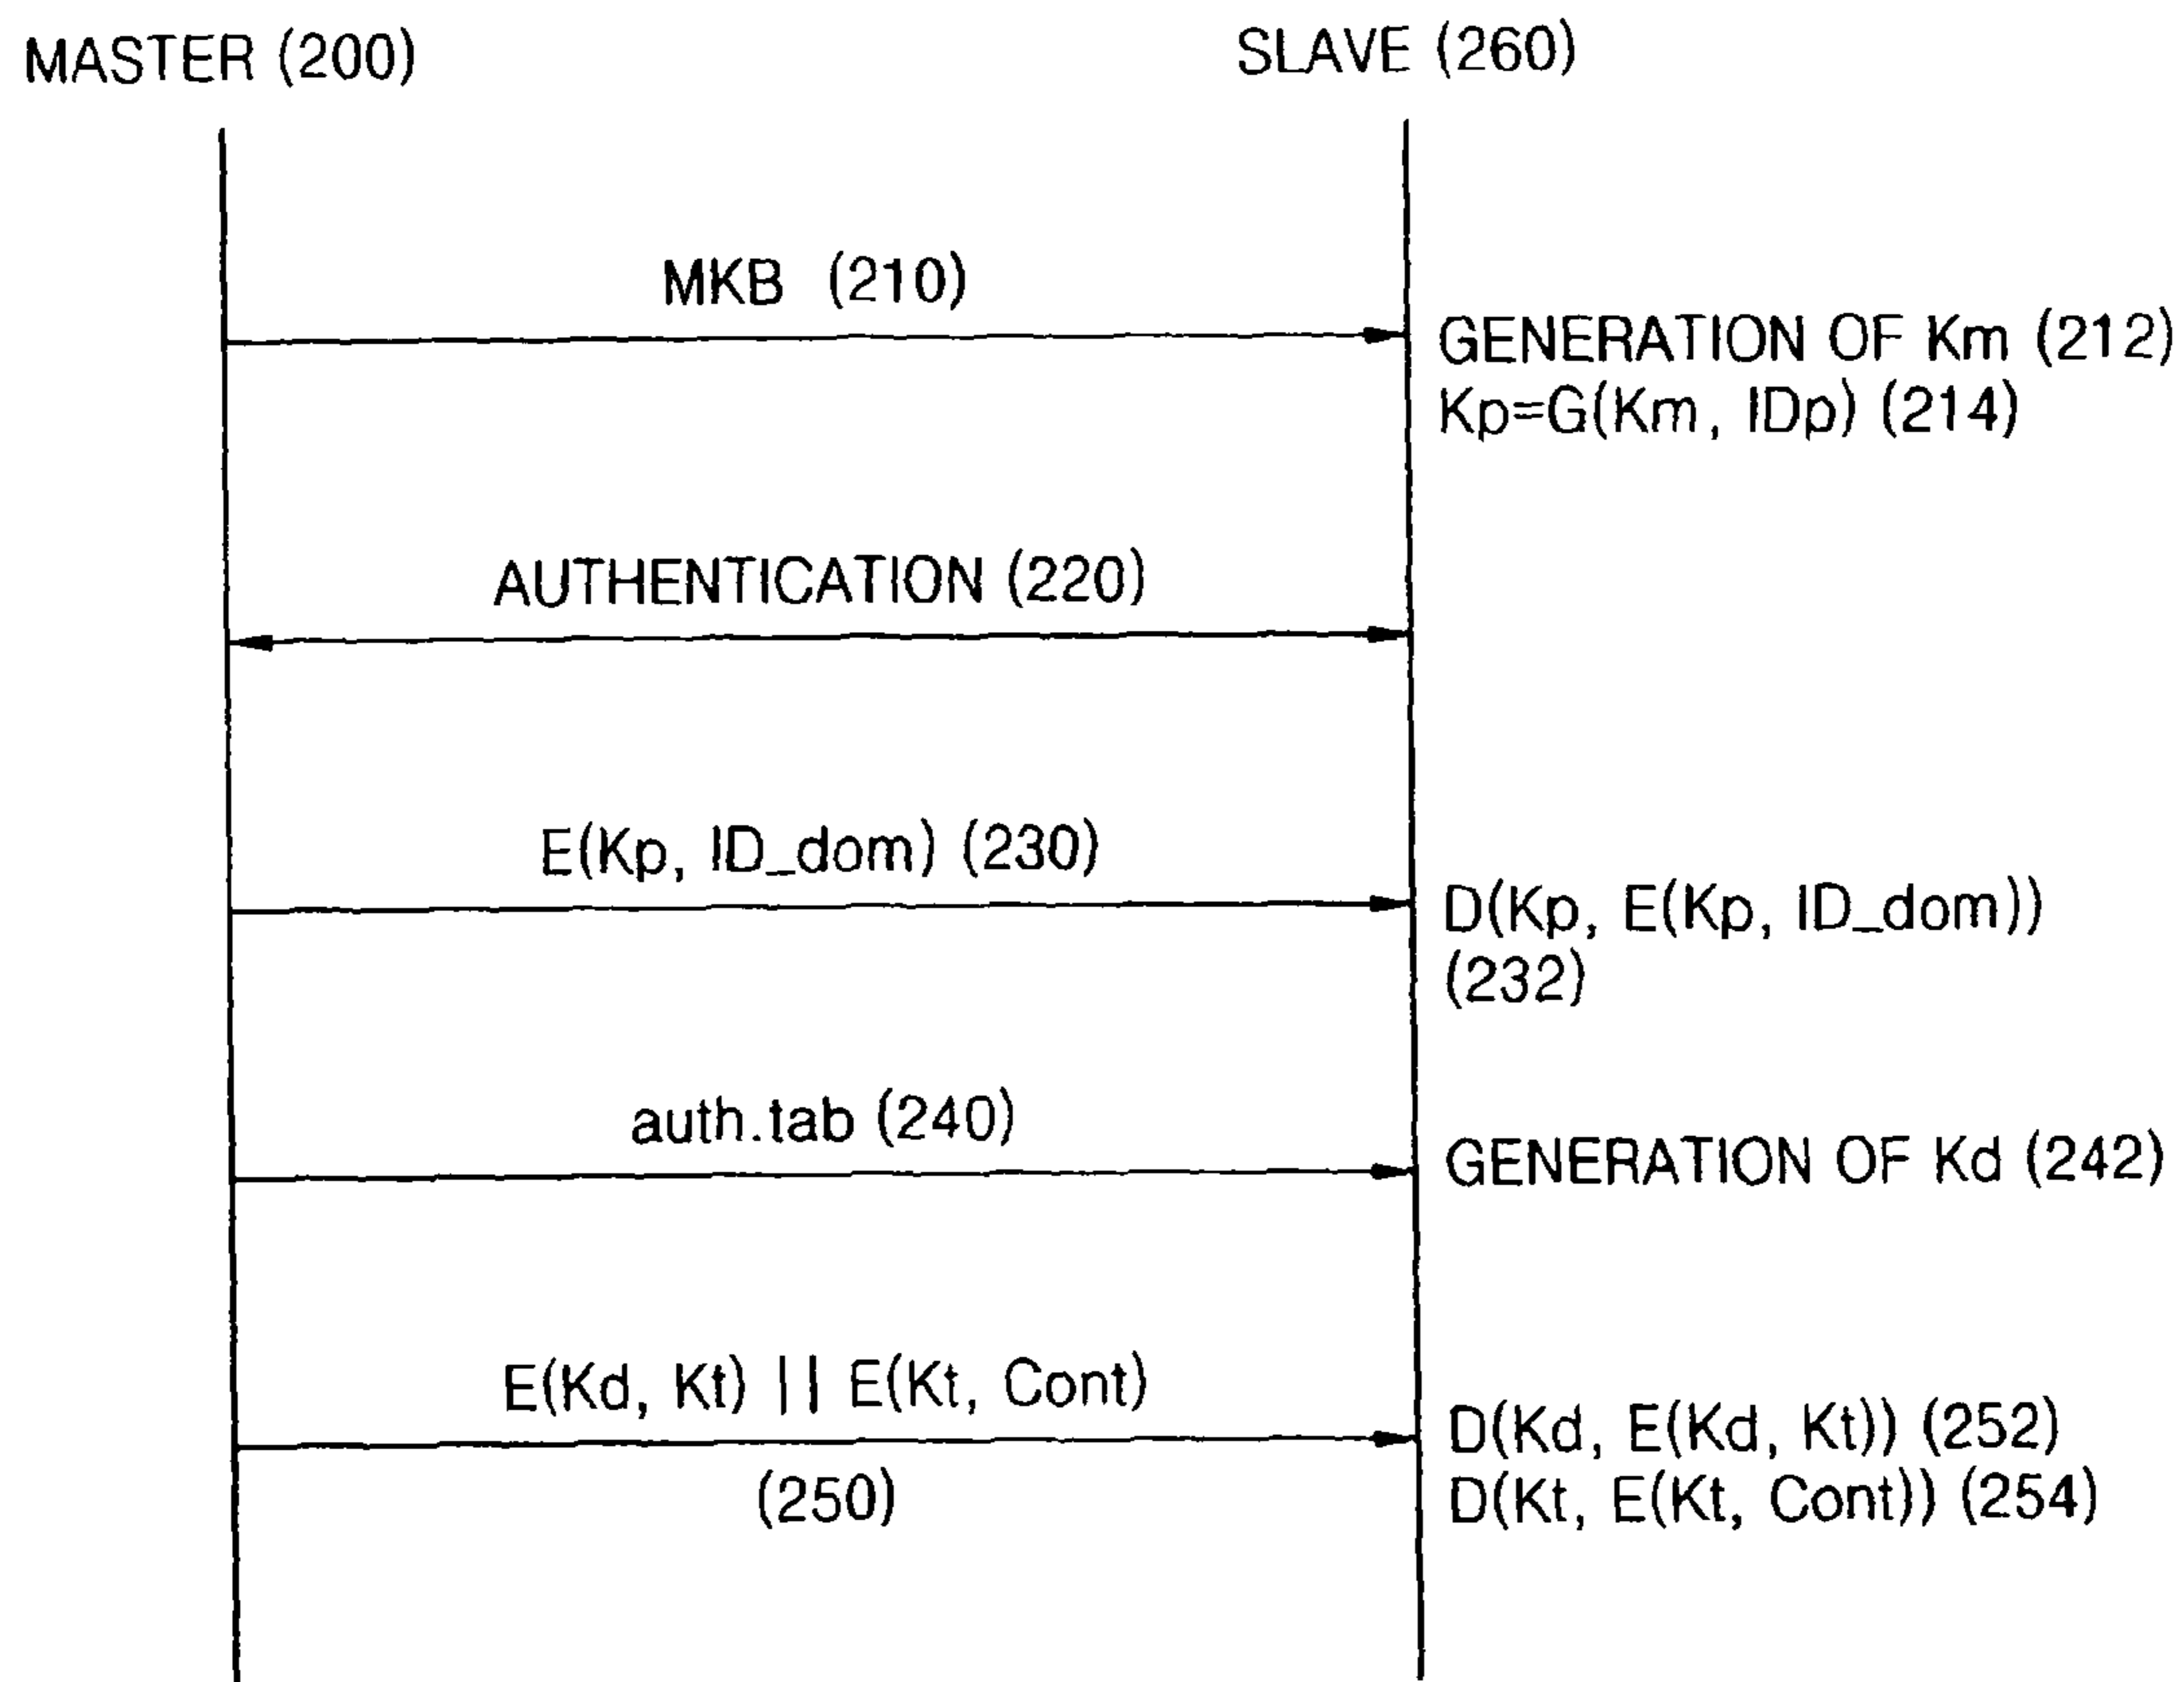 MASTER (200)
SLAVE (260)
MKB (210)
GENERATION OF Km (212)
Kp=G(Km, IDp) (214)
AUTHENTICATION (220)
E(Kp, ID_dom) (230)
D(Kp, E(Kp, ID_dom))
(232)
auth.tab (240)
GENERATION OF Kd (242)
E(Kd, Kt) || E(Kt, Cont)
(250)
D(Kd, E(Kd, Kt)) (252)
D(Kt, E(Kt, Cont)) (254)